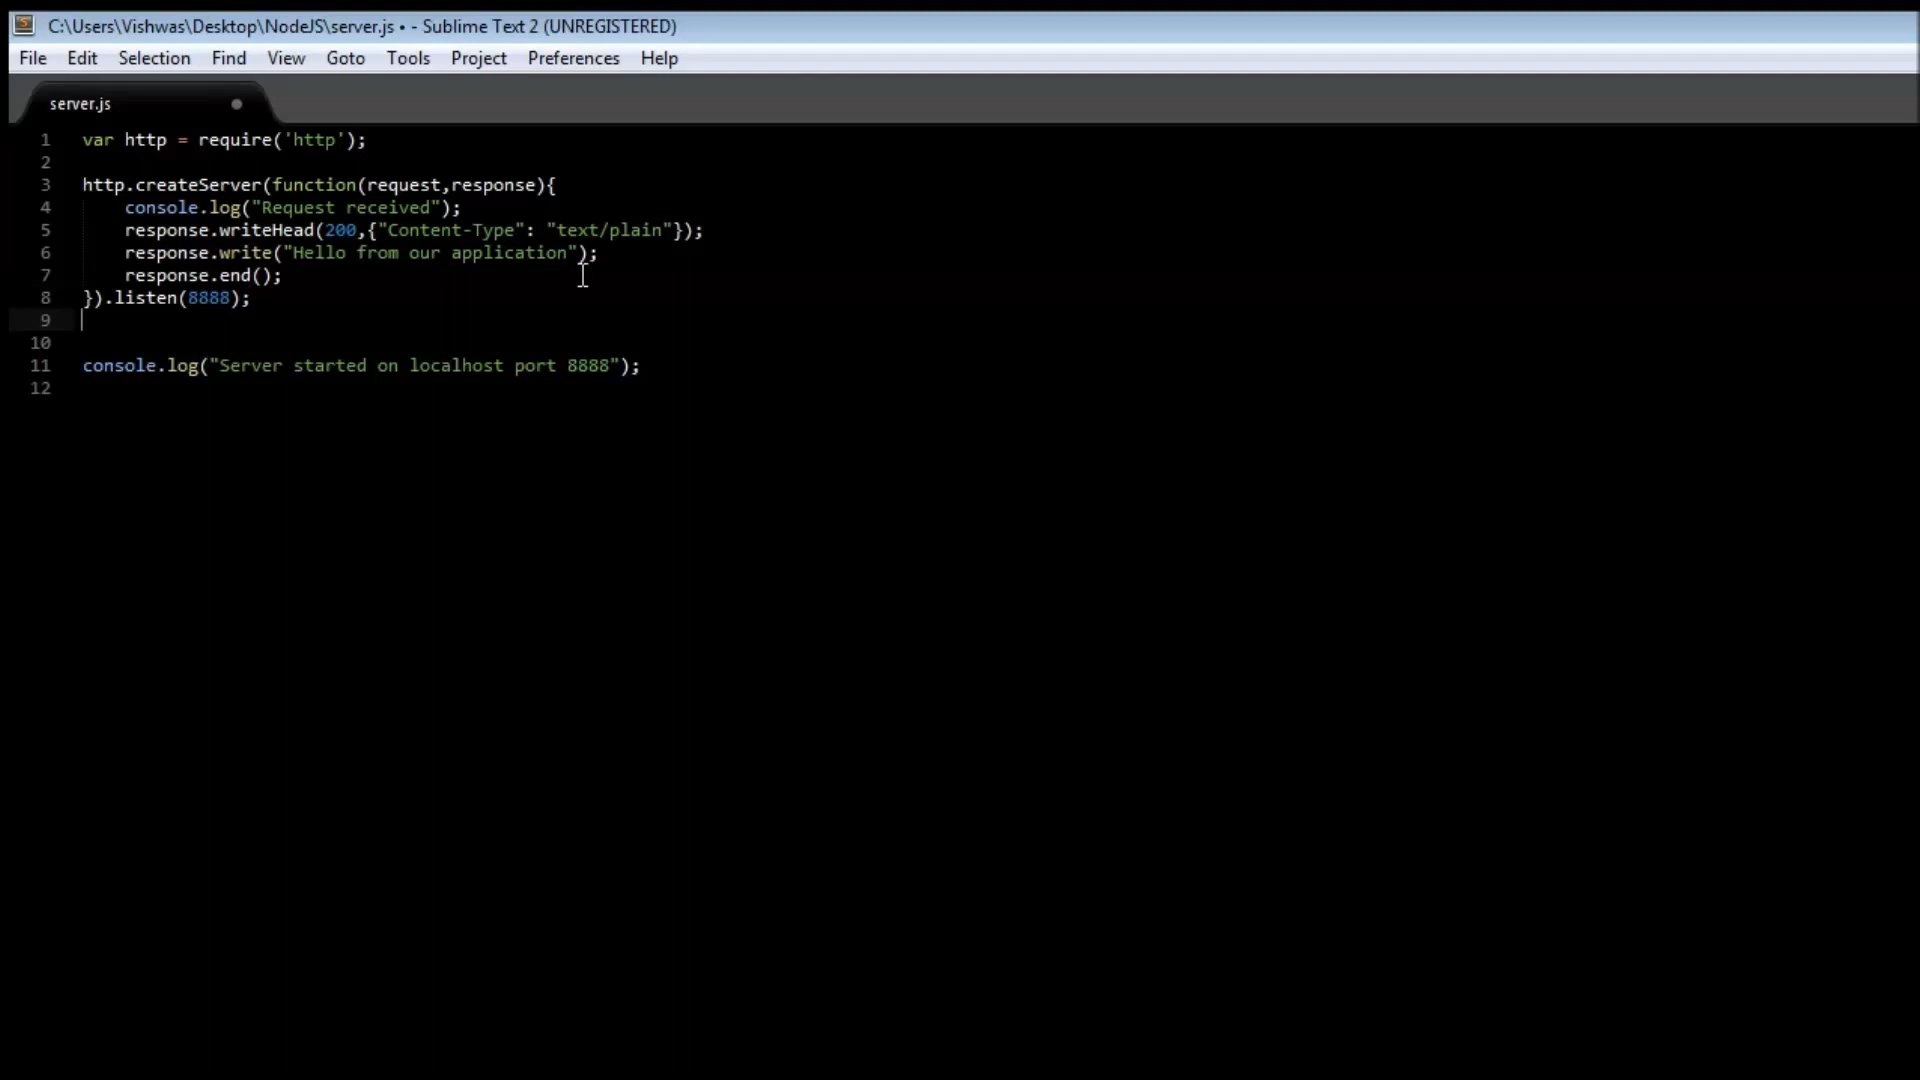 C:\Users\Vishwas\Desktop\NodeJS\server.js • - Sublime Text 2 (UNREGISTERED)
File Edit Selection Find View Goto Tools Project Preferences Help
server.js
1 var http = require('http');
2
3 http.createServer(function(request,response){
4     console.log("Request received");
5     response.writeHead(200,{"Content-Type": "text/plain"});
6     response.write("Hello from our application");
7     response.end();
8 }).listen(8888);
9
10
11 console.log("Server started on localhost port 8888");
12